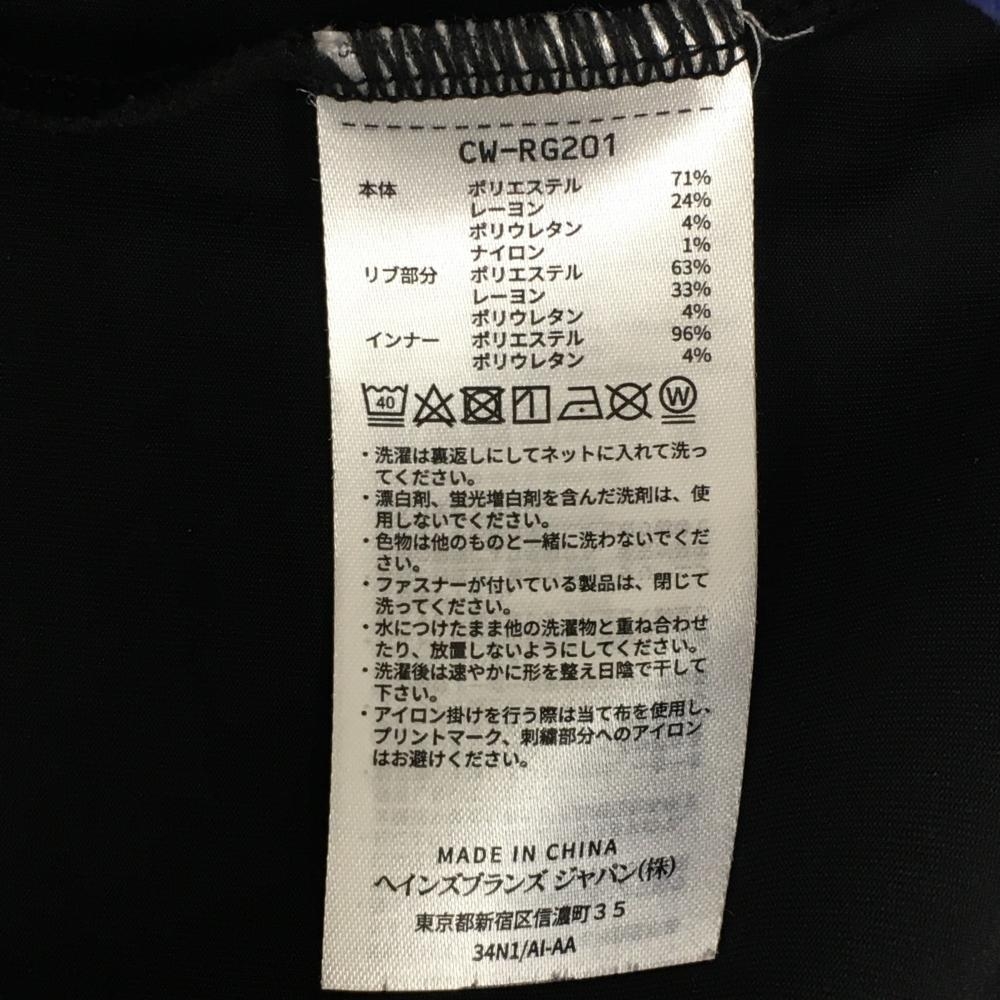 CW-RG201
本体 ポリエステル 71%
レーヨン 24%
ポリウレタン 4%
ナイロン 1%
リブ部分 ポリエステル 63%
レーヨン 33%
ポリウレタン 4%
インナー ポリエステル 96%
ポリウレタン 4%
40 W
・洗濯は裏返しにしてネットに入れて洗っ
てください。
・漂白剤、蛍光増白剤を含んだ洗剤は、使
用しないでください。
・色物は他のものと一緒に洗わないでくだ
さい。
・ファスナーが付いている製品は、閉じて
洗ってください。
・水につけたまま他の洗濯物と重ね合わせ
たり、放置しないようにしてください。
・洗濯後は速やかに形を整え日陰で干して
下さい。
・アイロン掛けを行う際は当て布を使用し、
プリントマーク、刺繍部分へのアイロン
はお避けください。
MADE IN CHINA
ヘインズブランズ ジャパン(株)
東京都新宿区信濃町35
34N1/AI-AA